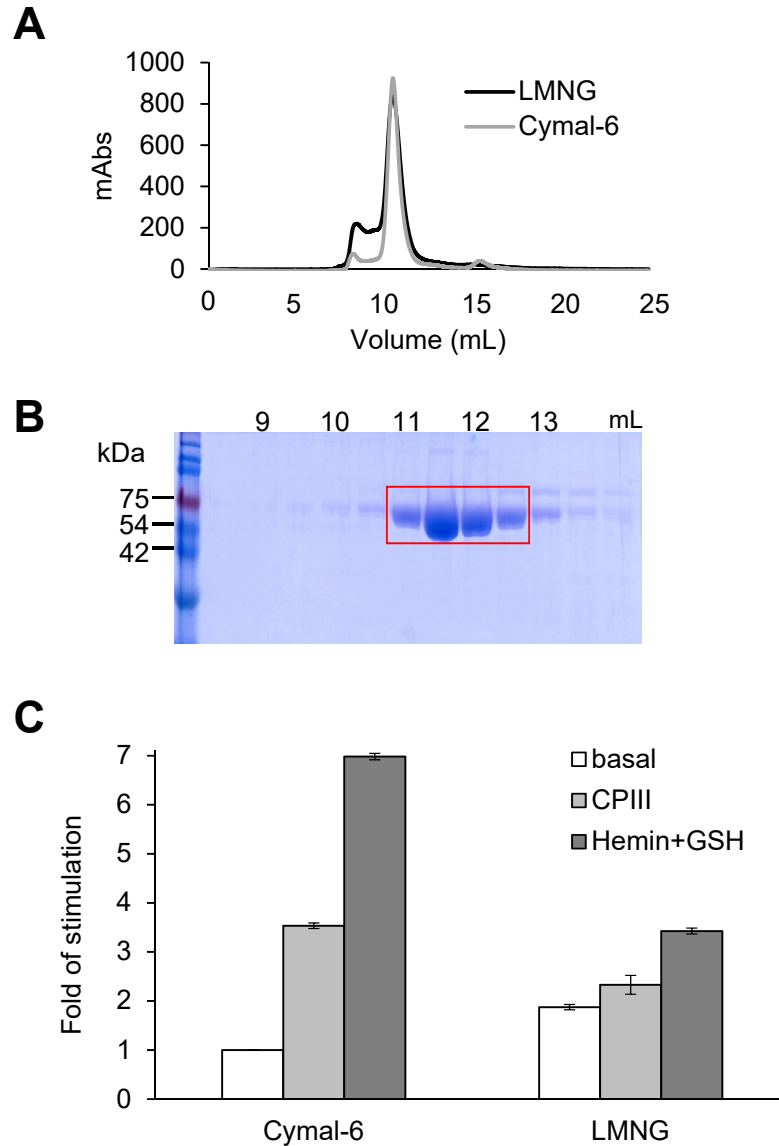 A
1000
800
600
400
200
0
mAbs
LMNG
Cymal-6
0 5 10 15 20 25
Volume (mL)
B
9 10 11 12 13 mL
kDa
75
54
42
C
7
6
5
4
3
2
1
0
Fold of stimulation
basal
CPIII
Hemin+GSH
Cymal-6 LMNG